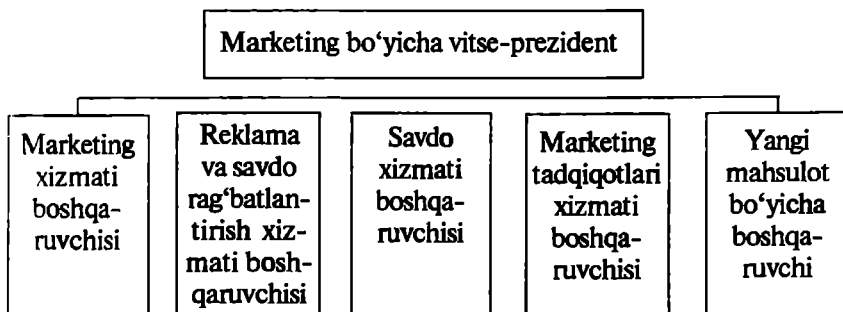 Marketing bo‘yicha vitse-prezident
Marketing
xizmati
boshqa-
ruvchisi
Reklama
va savdo
rag‘batlan-
tirish xiz-
mati bosh-
qaruvchisi
Savdo
xizmati
boshqa-
ruvchisi
Marketing
tadqiqotlari
xizmati
boshqa-
ruvchisi
Yangi
mahsulot
bo‘yicha
boshqa-
ruvchi